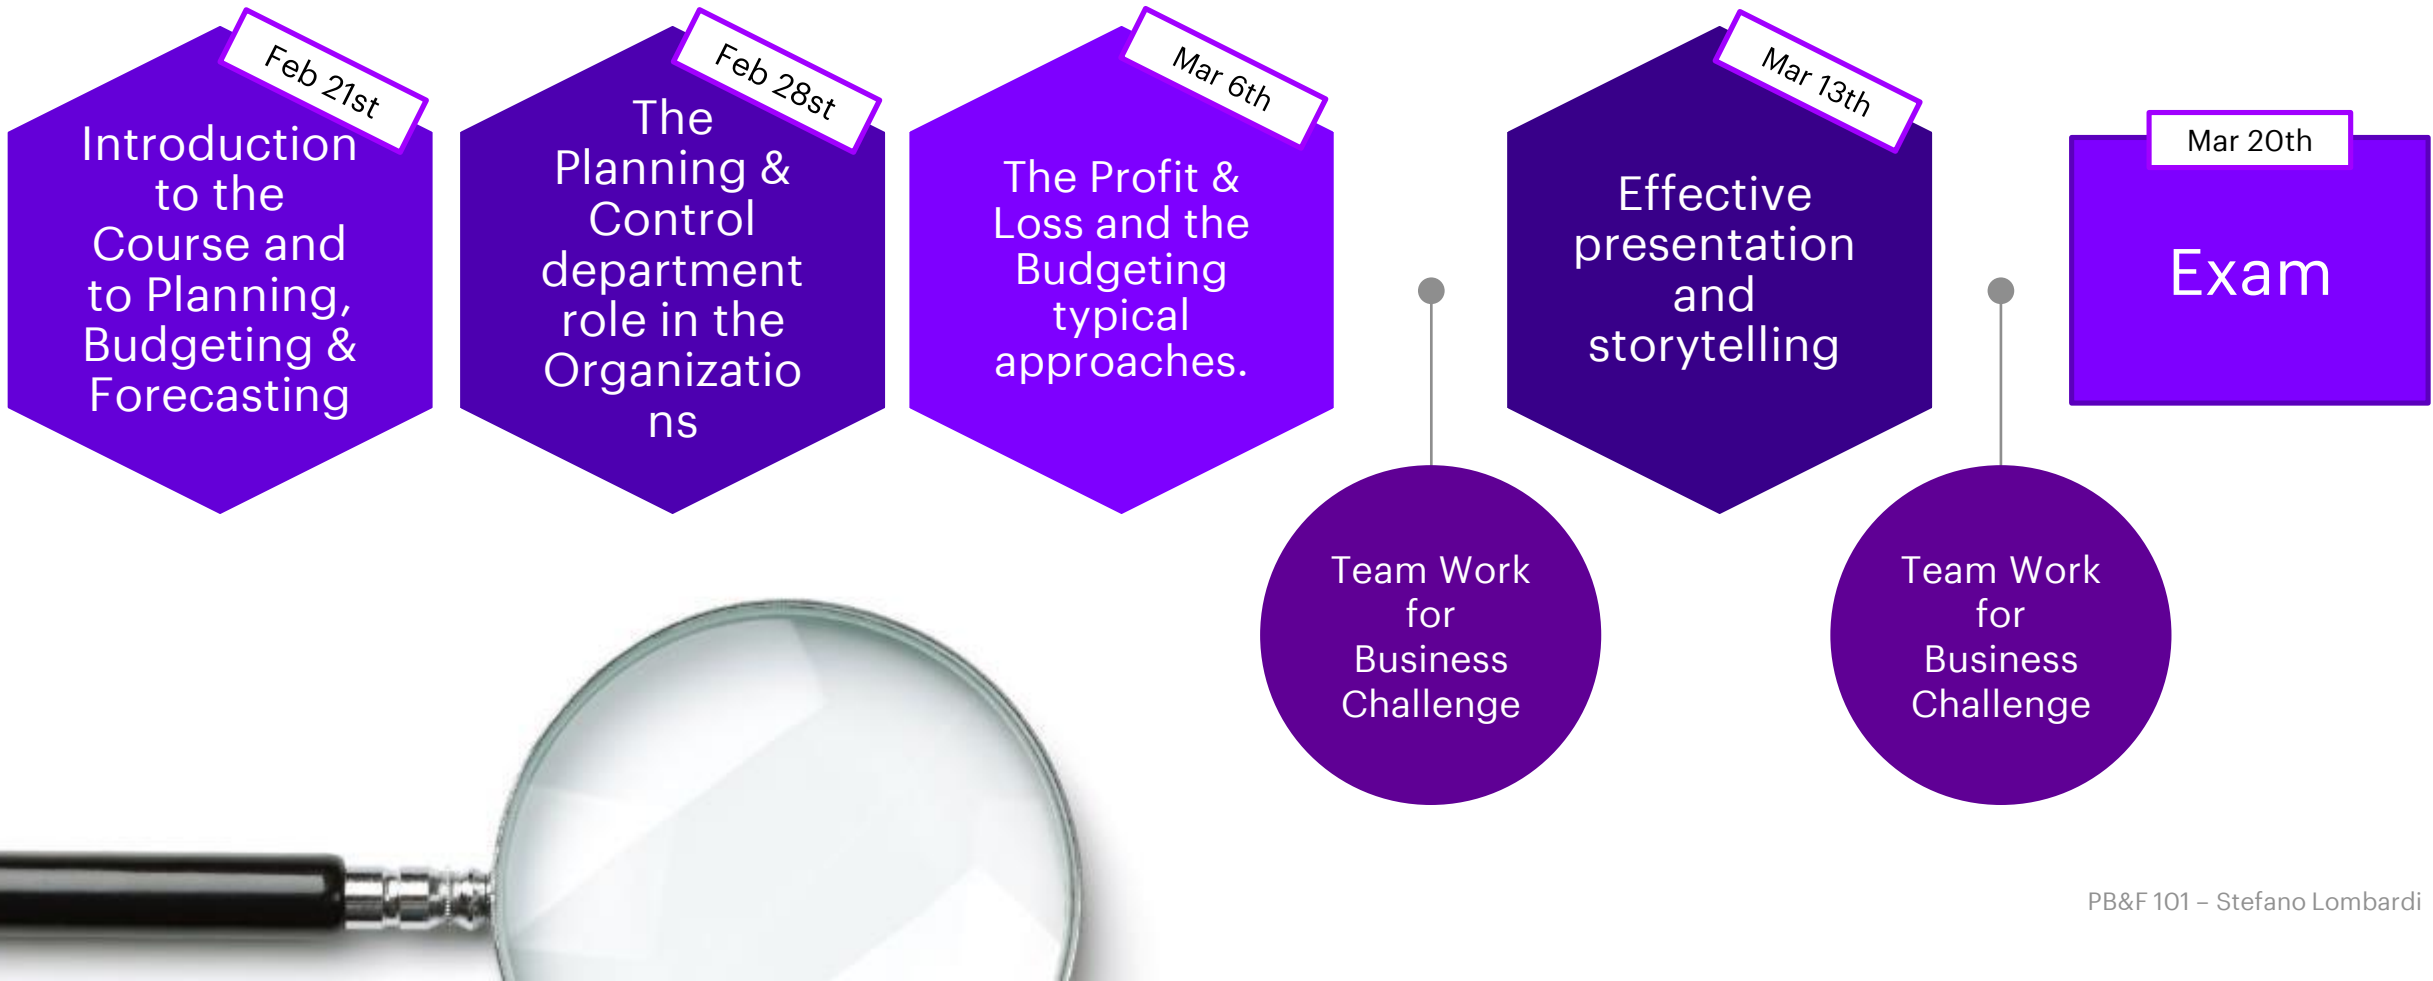 Feb 21st
Introduction
to the
Course and
to Planning,
Budgeting &
Forecasting
Feb 28st
The
Planning &
Control
department
role in the
Organizatio
ns
Mar 6th
The Profit &
Loss and the
Budgeting
typical
approaches.
Team Work
for
Business
Challenge
Mar 13th
Effective
presentation
and
storytelling
Team Work
for
Business
Challenge
Mar 20th
Exam
PB&F 101 – Stefano Lombardi